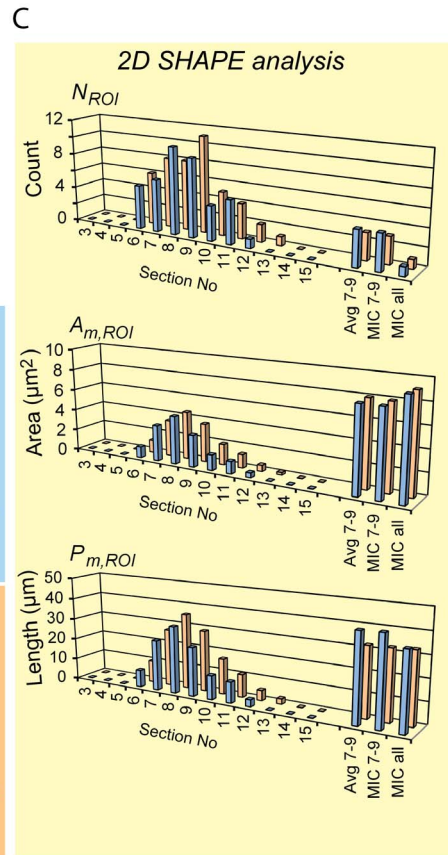 C
2D SHAPE analysis
N ROI
Count
12
8
4
0
3 4 5 6 7 8 9 10 11 12 13 14 15
Avg 7-9
MIC 7-9
MIC all
Section No
A m,ROI
Area (µm²)
10
8
6
4
2
0
3 4 5 6 7 8 9 10 11 12 13 14 15
Avg 7-9
MIC 7-9
MIC all
Section No
P m,ROI
Length (µm)
50
40
30
20
10
0
3 4 5 6 7 8 9 10 11 12 13 14 15
Avg 7-9
MIC 7-9
MIC all
Section No